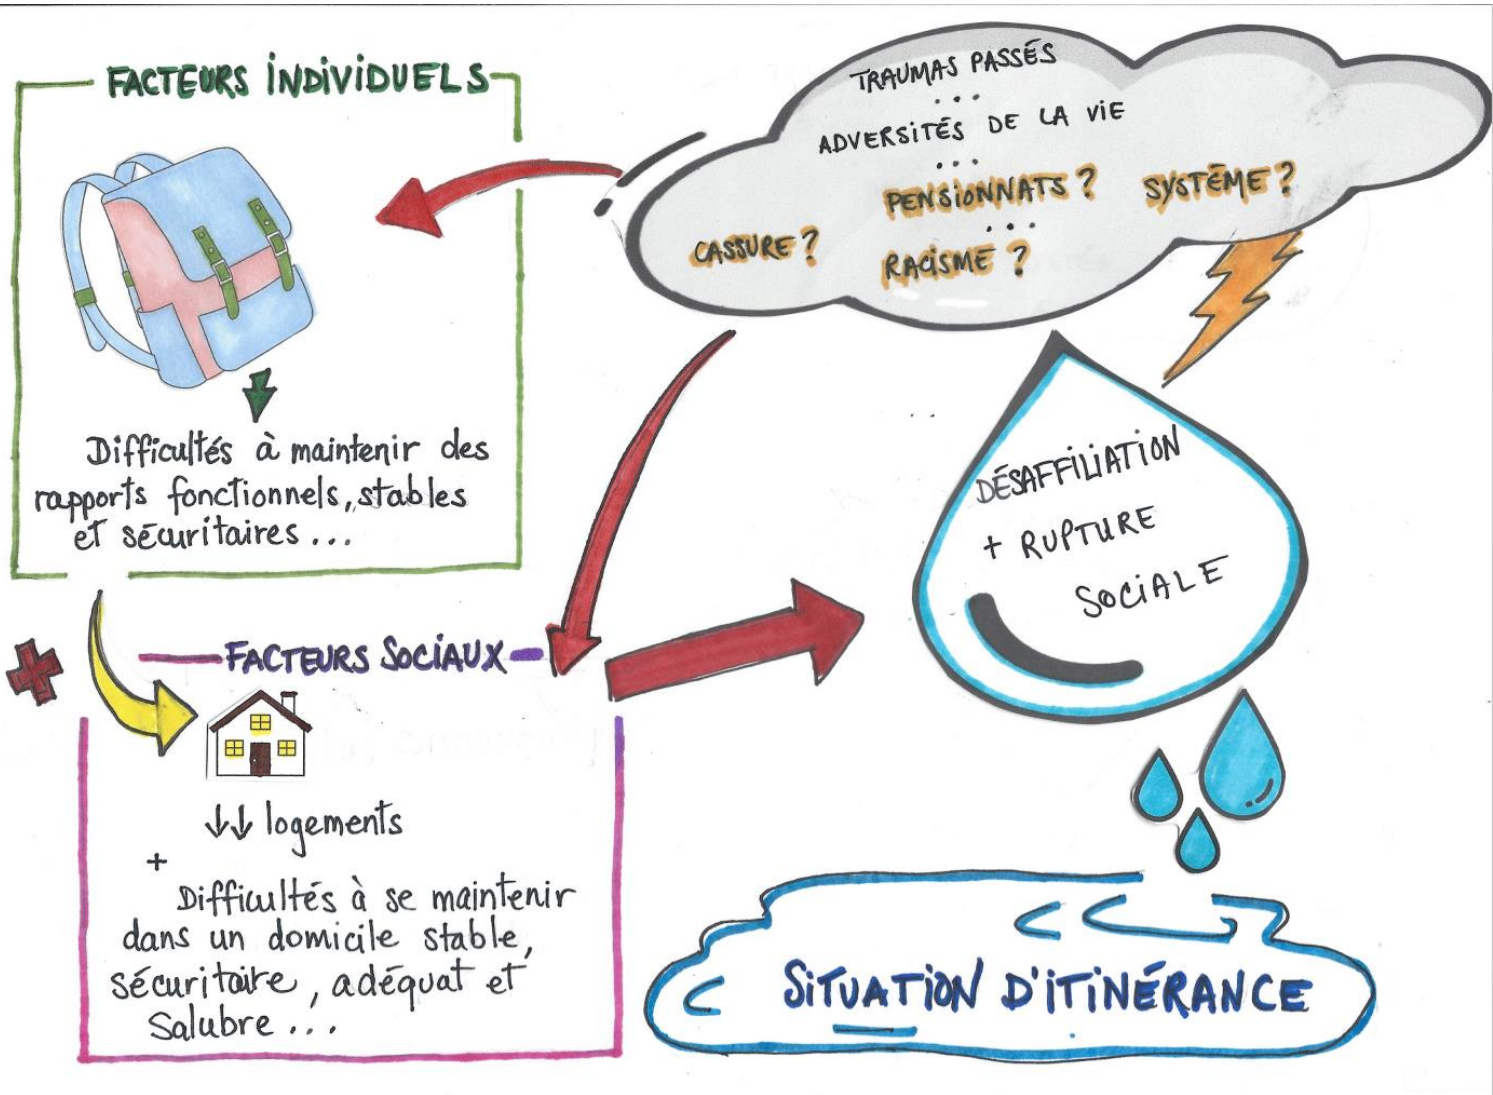 FACTEURS INDIVIDUELS
Difficultés à maintenir des
rapports fonctionnels, stables
et sécuritaires...
TRAUMAS PASSÉS
...
ADVERSITÉS DE LA VIE
...
PENSIONNATS ? SYSTÈME ?
...
CASSURE ? RACISME ?
FACTEURS SOCIAUX
↓↓ logements
+
Difficultés à se maintenir
dans un domicile stable,
sécuritaire, adéquat et
Salubre...
DÉSAFFILIATION
+ RUPTURE
SOCIALE
SITUATION D'ITINÉRANCE